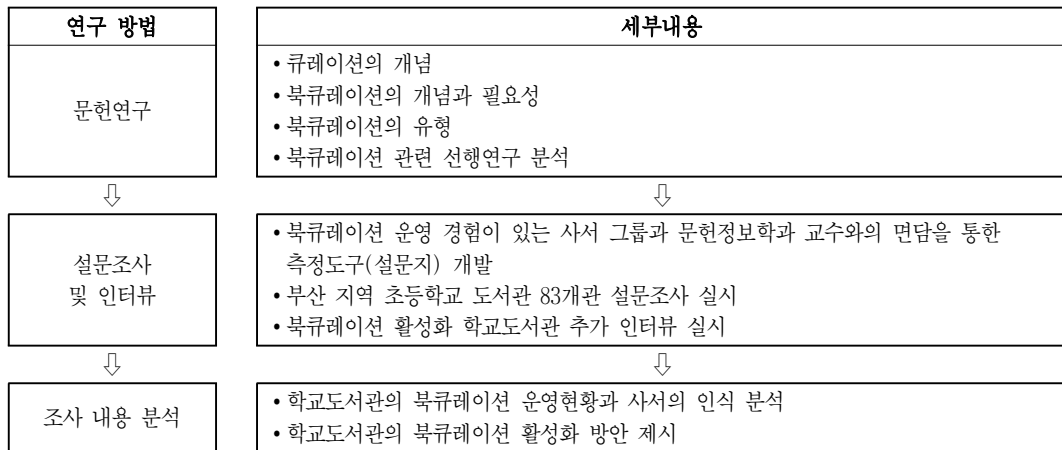 연구 방법
세부내용
문헌연구
• 큐레이션의 개념
• 북큐레이션의 개념과 필요성
• 북큐레이션의 유형
• 북큐레이션 관련 선행연구 분석
⇩
⇩
설문조사
및 인터뷰
• 북큐레이션 운영 경험이 있는 사서 그룹과 문헌정보학과 교수와의 면담을 통한
측정도구(설문지) 개발
• 부산 지역 초등학교 도서관 83개관 설문조사 실시
• 북큐레이션 활성화 학교도서관 추가 인터뷰 실시
⇩
⇩
조사 내용 분석
• 학교도서관의 북큐레이션 운영현황과 사서의 인식 분석
• 학교도서관의 북큐레이션 활성화 방안 제시